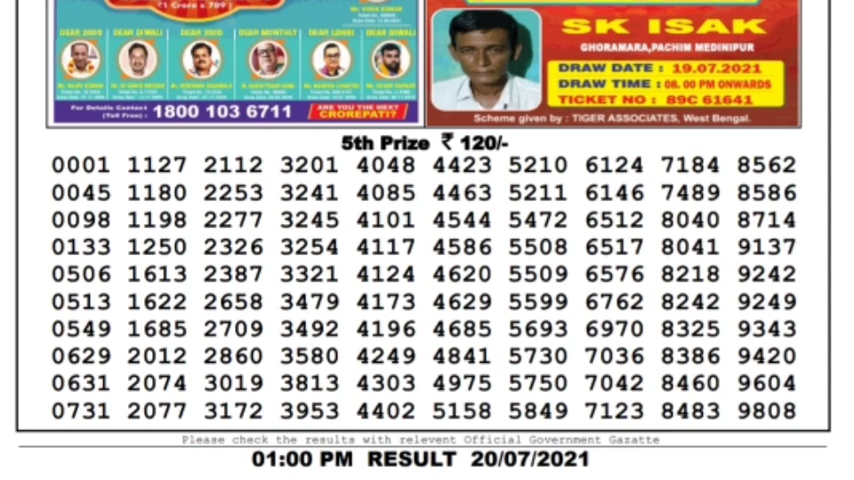 (₹1 Crore x 709)
DEAR 2000 DEAR DIWALI DEAR 500 DEAR MONTHLY DEAR LOHRI DEAR DIWALI
For Details Contact
(Toll Free) : 1800 103 6711 ARE YOU THE NEXT
CROREPATI?
SK ISAK
GHORAMARA,PACHIM MEDINIPUR
DRAW DATE : 19.07.2021
DRAW TIME : 08.00 PM ONWARDS
TICKET NO : 89C 61641
Scheme given by : TIGER ASSOCIATES, West Bengal.
5th Prize ₹ 120/-
0001 1127 2112 3201 4048 4423 5210 6124 7184 8562
0045 1180 2253 3241 4085 4463 5211 6146 7489 8586
0098 1198 2277 3245 4101 4544 5472 6512 8040 8714
0133 1250 2326 3254 4117 4586 5508 6517 8041 9137
0506 1613 2387 3321 4124 4620 5509 6576 8218 9242
0513 1622 2658 3479 4173 4629 5599 6762 8242 9249
0549 1685 2709 3492 4196 4685 5693 6970 8325 9343
0629 2012 2860 3580 4249 4841 5730 7036 8386 9420
0631 2074 3019 3813 4303 4975 5750 7042 8460 9604
0731 2077 3172 3953 4402 5158 5849 7123 8483 9808
Please check the results with relevent Official Government Gazatte
01:00 PM RESULT 20/07/2021